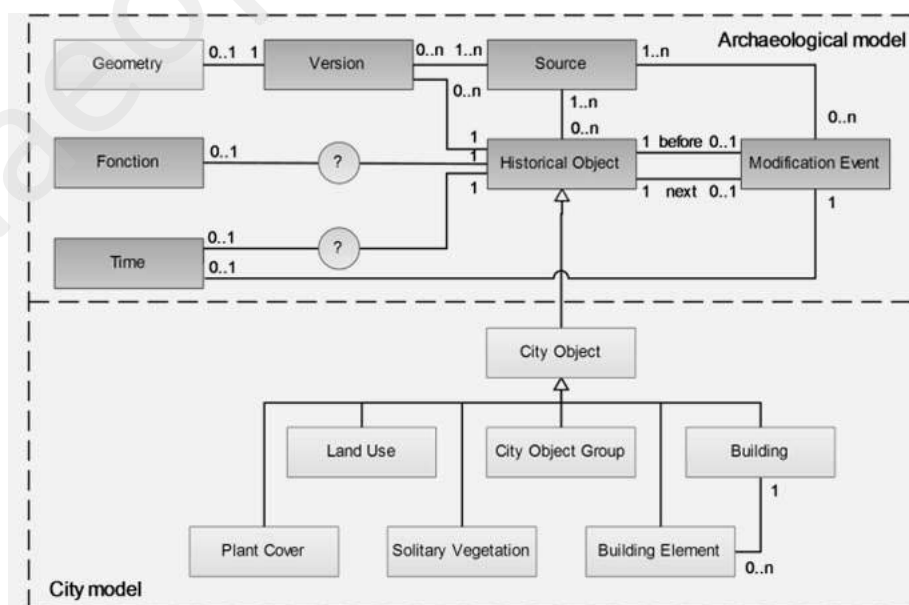 Archaeological model
Geometry 0..1 1 Version 0..n 1..n Source 1..n
0..n 1..n 0..n
0..n
Fonction 0..1 ? 1 1 Historical Object 1 before 0..1 Modification Event
1 1 next 0..1 1
Time 0..1 ?
0..1
City Object
Land Use City Object Group Building
1
Plant Cover Solitary Vegetation Building Element
0..n
City model